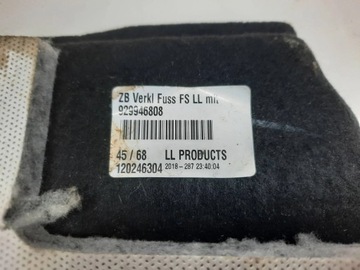 ZB Verkl Fuss FS LL mit
929946808
45 / 68 LL PRODUCTS
120246304 2018-287 23:40:04